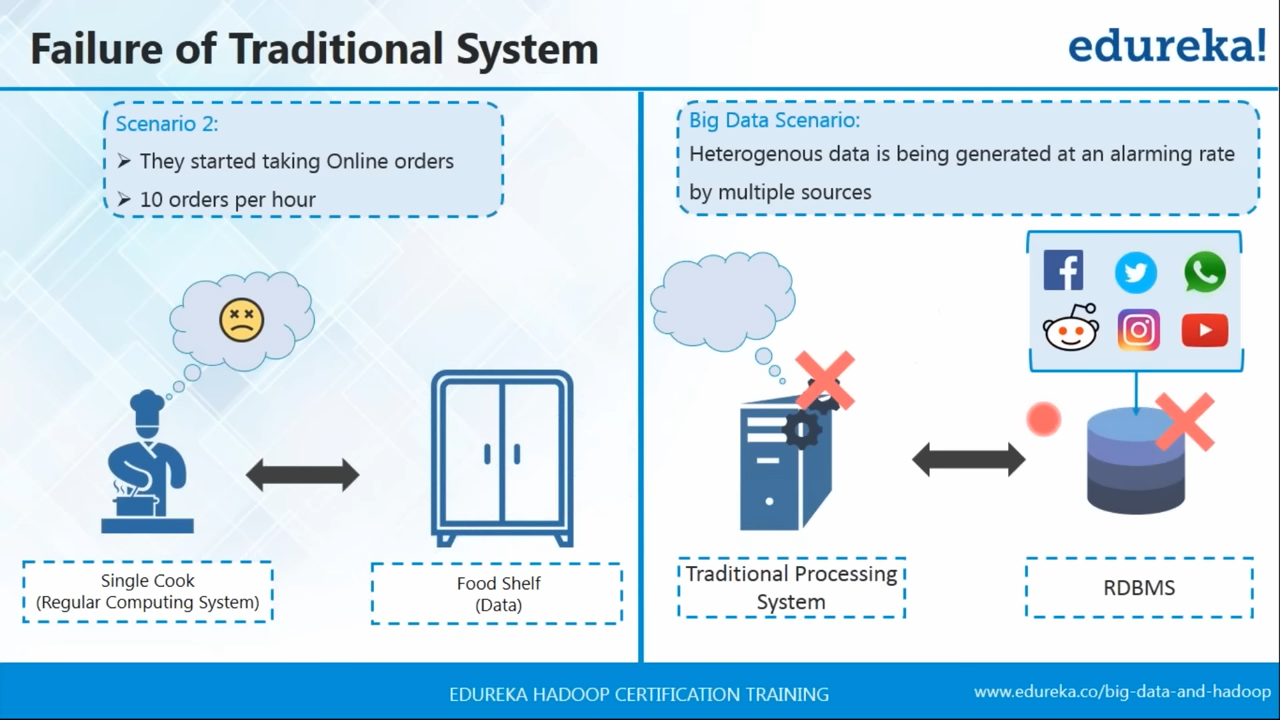 Failure of Traditional System
edureka!
Scenario 2:
➢ They started taking Online orders
➢ 10 orders per hour
Big Data Scenario:
Heterogenous data is being generated at an alarming rate
by multiple sources
Single Cook
(Regular Computing System)
Food Shelf
(Data)
Traditional Processing
System
RDBMS
EDUREKA HADOOP CERTIFICATION TRAINING
www.edureka.co/big-data-and-hadoop